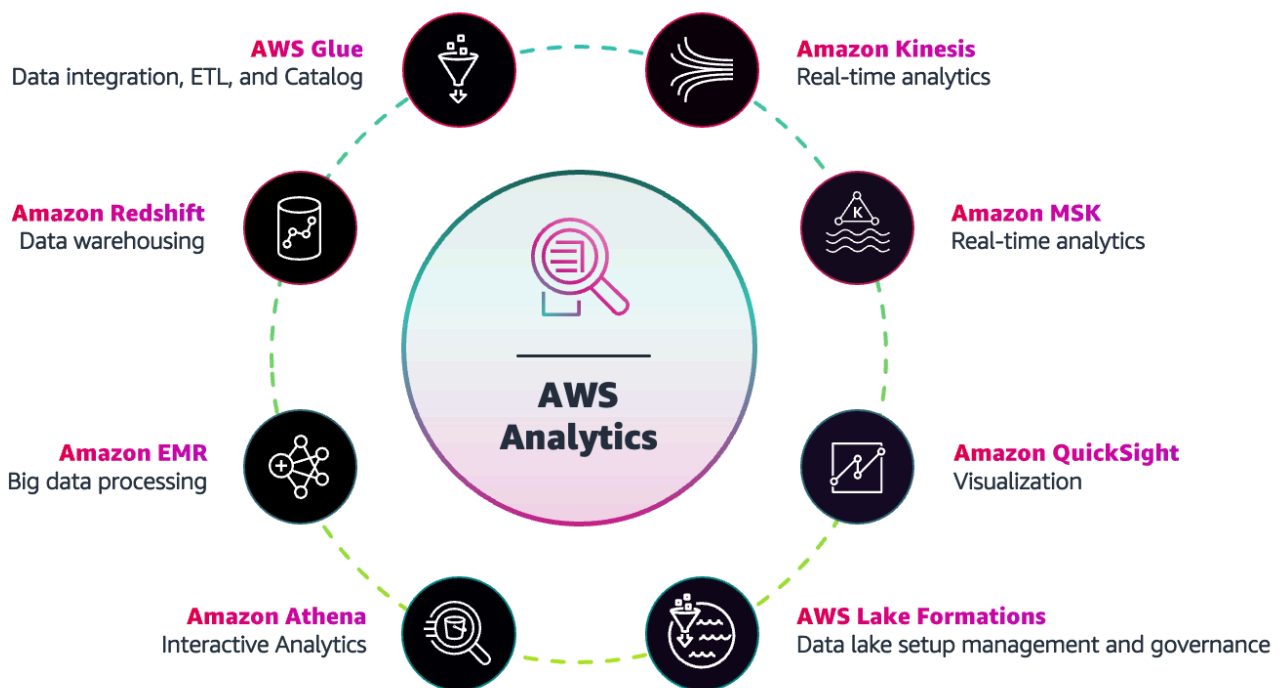 AWS Glue
Data integration, ETL, and Catalog
Amazon Kinesis
Real-time analytics
Amazon Redshift
Data warehousing
K
Amazon MSK
Real-time analytics
AWS
Analytics
Amazon EMR
Big data processing
Amazon QuickSight
Visualization
Amazon Athena
Interactive Analytics
AWS Lake Formations
Data lake setup management and governance